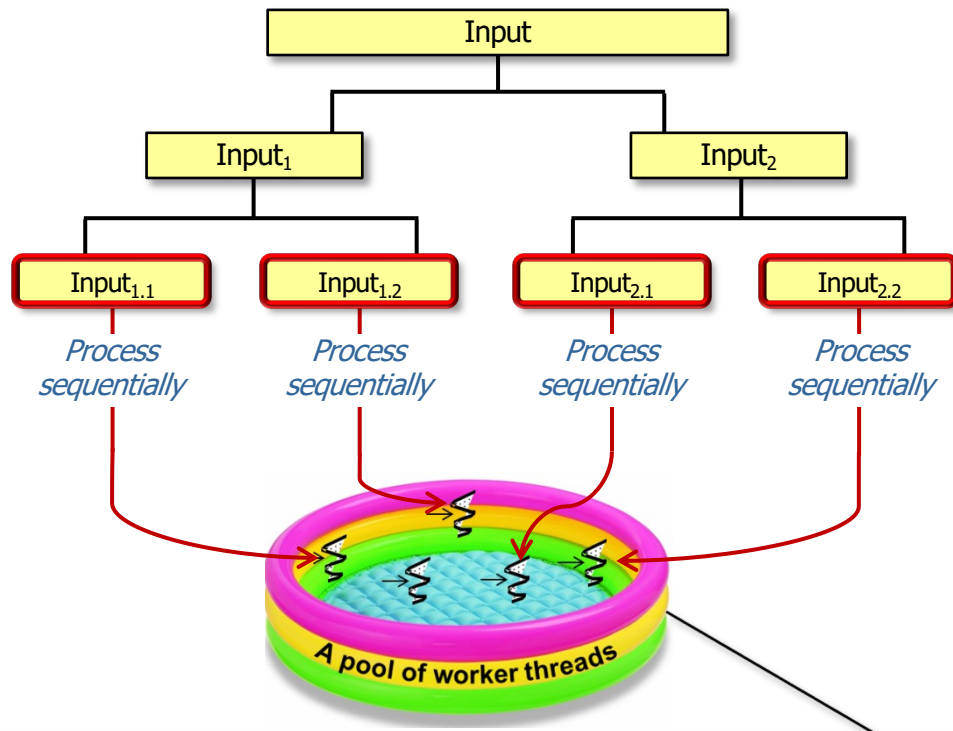 Input
Input₁
Input₂
Input₁.₁
Input₁.₂
Input₂.₁
Input₂.₂
Process
sequentially
Process
sequentially
Process
sequentially
Process
sequentially
A pool of worker threads